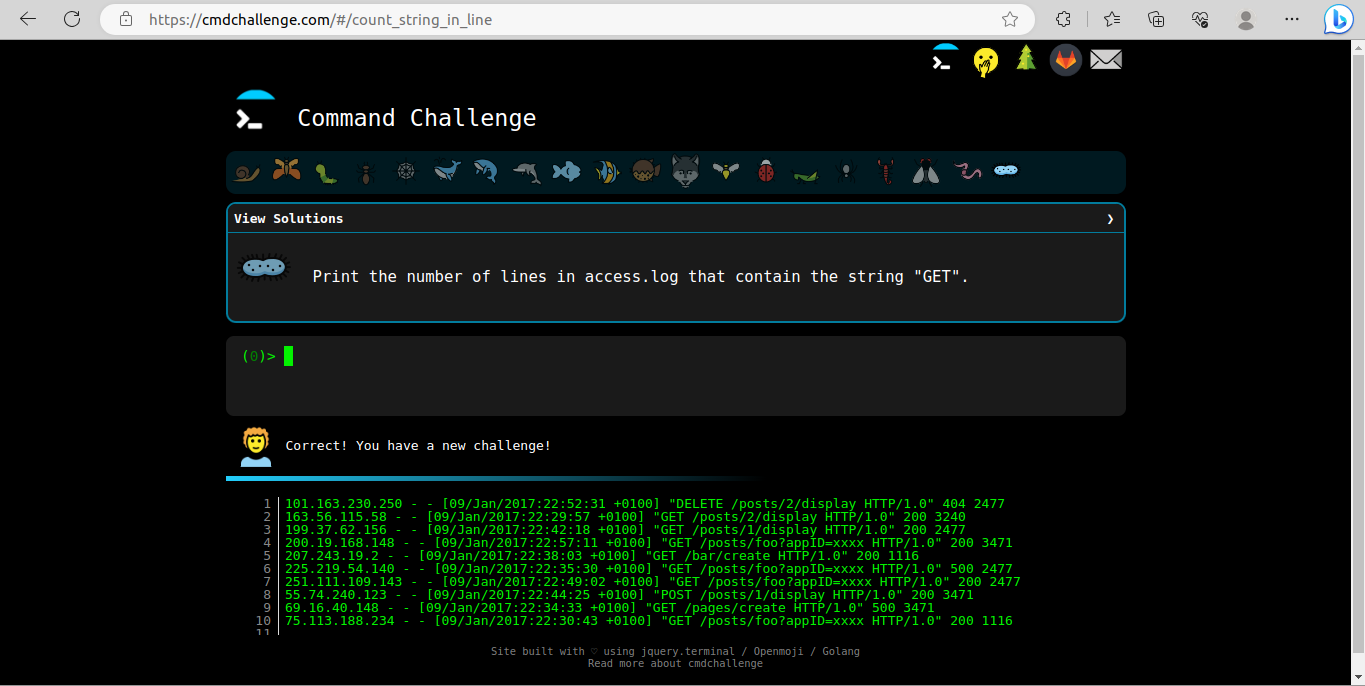 https://cmdchallenge.com/#/count_string_in_line
Command Challenge
View Solutions ❯
Print the number of lines in access.log that contain the string "GET".
(0)>
Correct! You have a new challenge!
1 101.163.230.250 - - [09/Jan/2017:22:52:31 +0100] "DELETE /posts/2/display HTTP/1.0" 404 2477
2 163.56.115.58 - - [09/Jan/2017:22:29:57 +0100] "GET /posts/2/display HTTP/1.0" 200 3240
3 199.37.62.156 - - [09/Jan/2017:22:42:18 +0100] "GET /posts/1/display HTTP/1.0" 200 2477
4 200.19.168.148 - - [09/Jan/2017:22:57:11 +0100] "GET /posts/foo?appID=xxxx HTTP/1.0" 200 3471
5 207.243.19.2 - - [09/Jan/2017:22:38:03 +0100] "GET /bar/create HTTP/1.0" 200 1116
6 225.219.54.140 - - [09/Jan/2017:22:35:30 +0100] "GET /posts/foo?appID=xxxx HTTP/1.0" 500 2477
7 251.111.109.143 - - [09/Jan/2017:22:49:02 +0100] "GET /posts/foo?appID=xxxx HTTP/1.0" 200 2477
8 55.74.240.123 - - [09/Jan/2017:22:44:25 +0100] "POST /posts/1/display HTTP/1.0" 200 3471
9 69.16.40.148 - - [09/Jan/2017:22:34:33 +0100] "GET /pages/create HTTP/1.0" 500 3471
10 75.113.188.234 - - [09/Jan/2017:22:30:43 +0100] "GET /posts/foo?appID=xxxx HTTP/1.0" 200 1116
11
Site built with ♡ using jquery.terminal / Openmoji / Golang
Read more about cmdchallenge